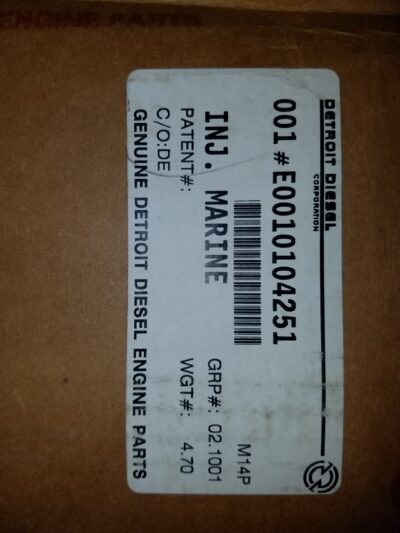 ENGINE PARTS
DETROIT DIESEL
CORPORATION
001 # E0010104251
M14P
INJ. MARINE
GRP#: 02.1001
PATENT#:
WGT#: 4.70
C/O:DE
GENUINE DETROIT DIESEL ENGINE PARTS